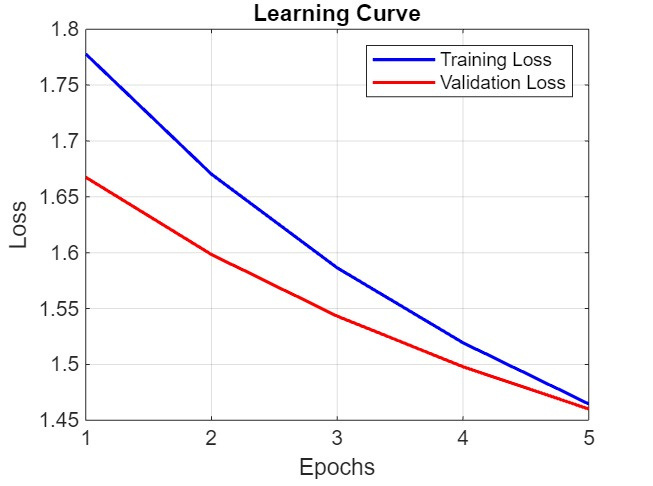 Learning Curve
1.8
1.75
1.7
1.65
1.6
1.55
1.5
1.45
Loss
Training Loss
Validation Loss
1 2 3 4 5
Epochs